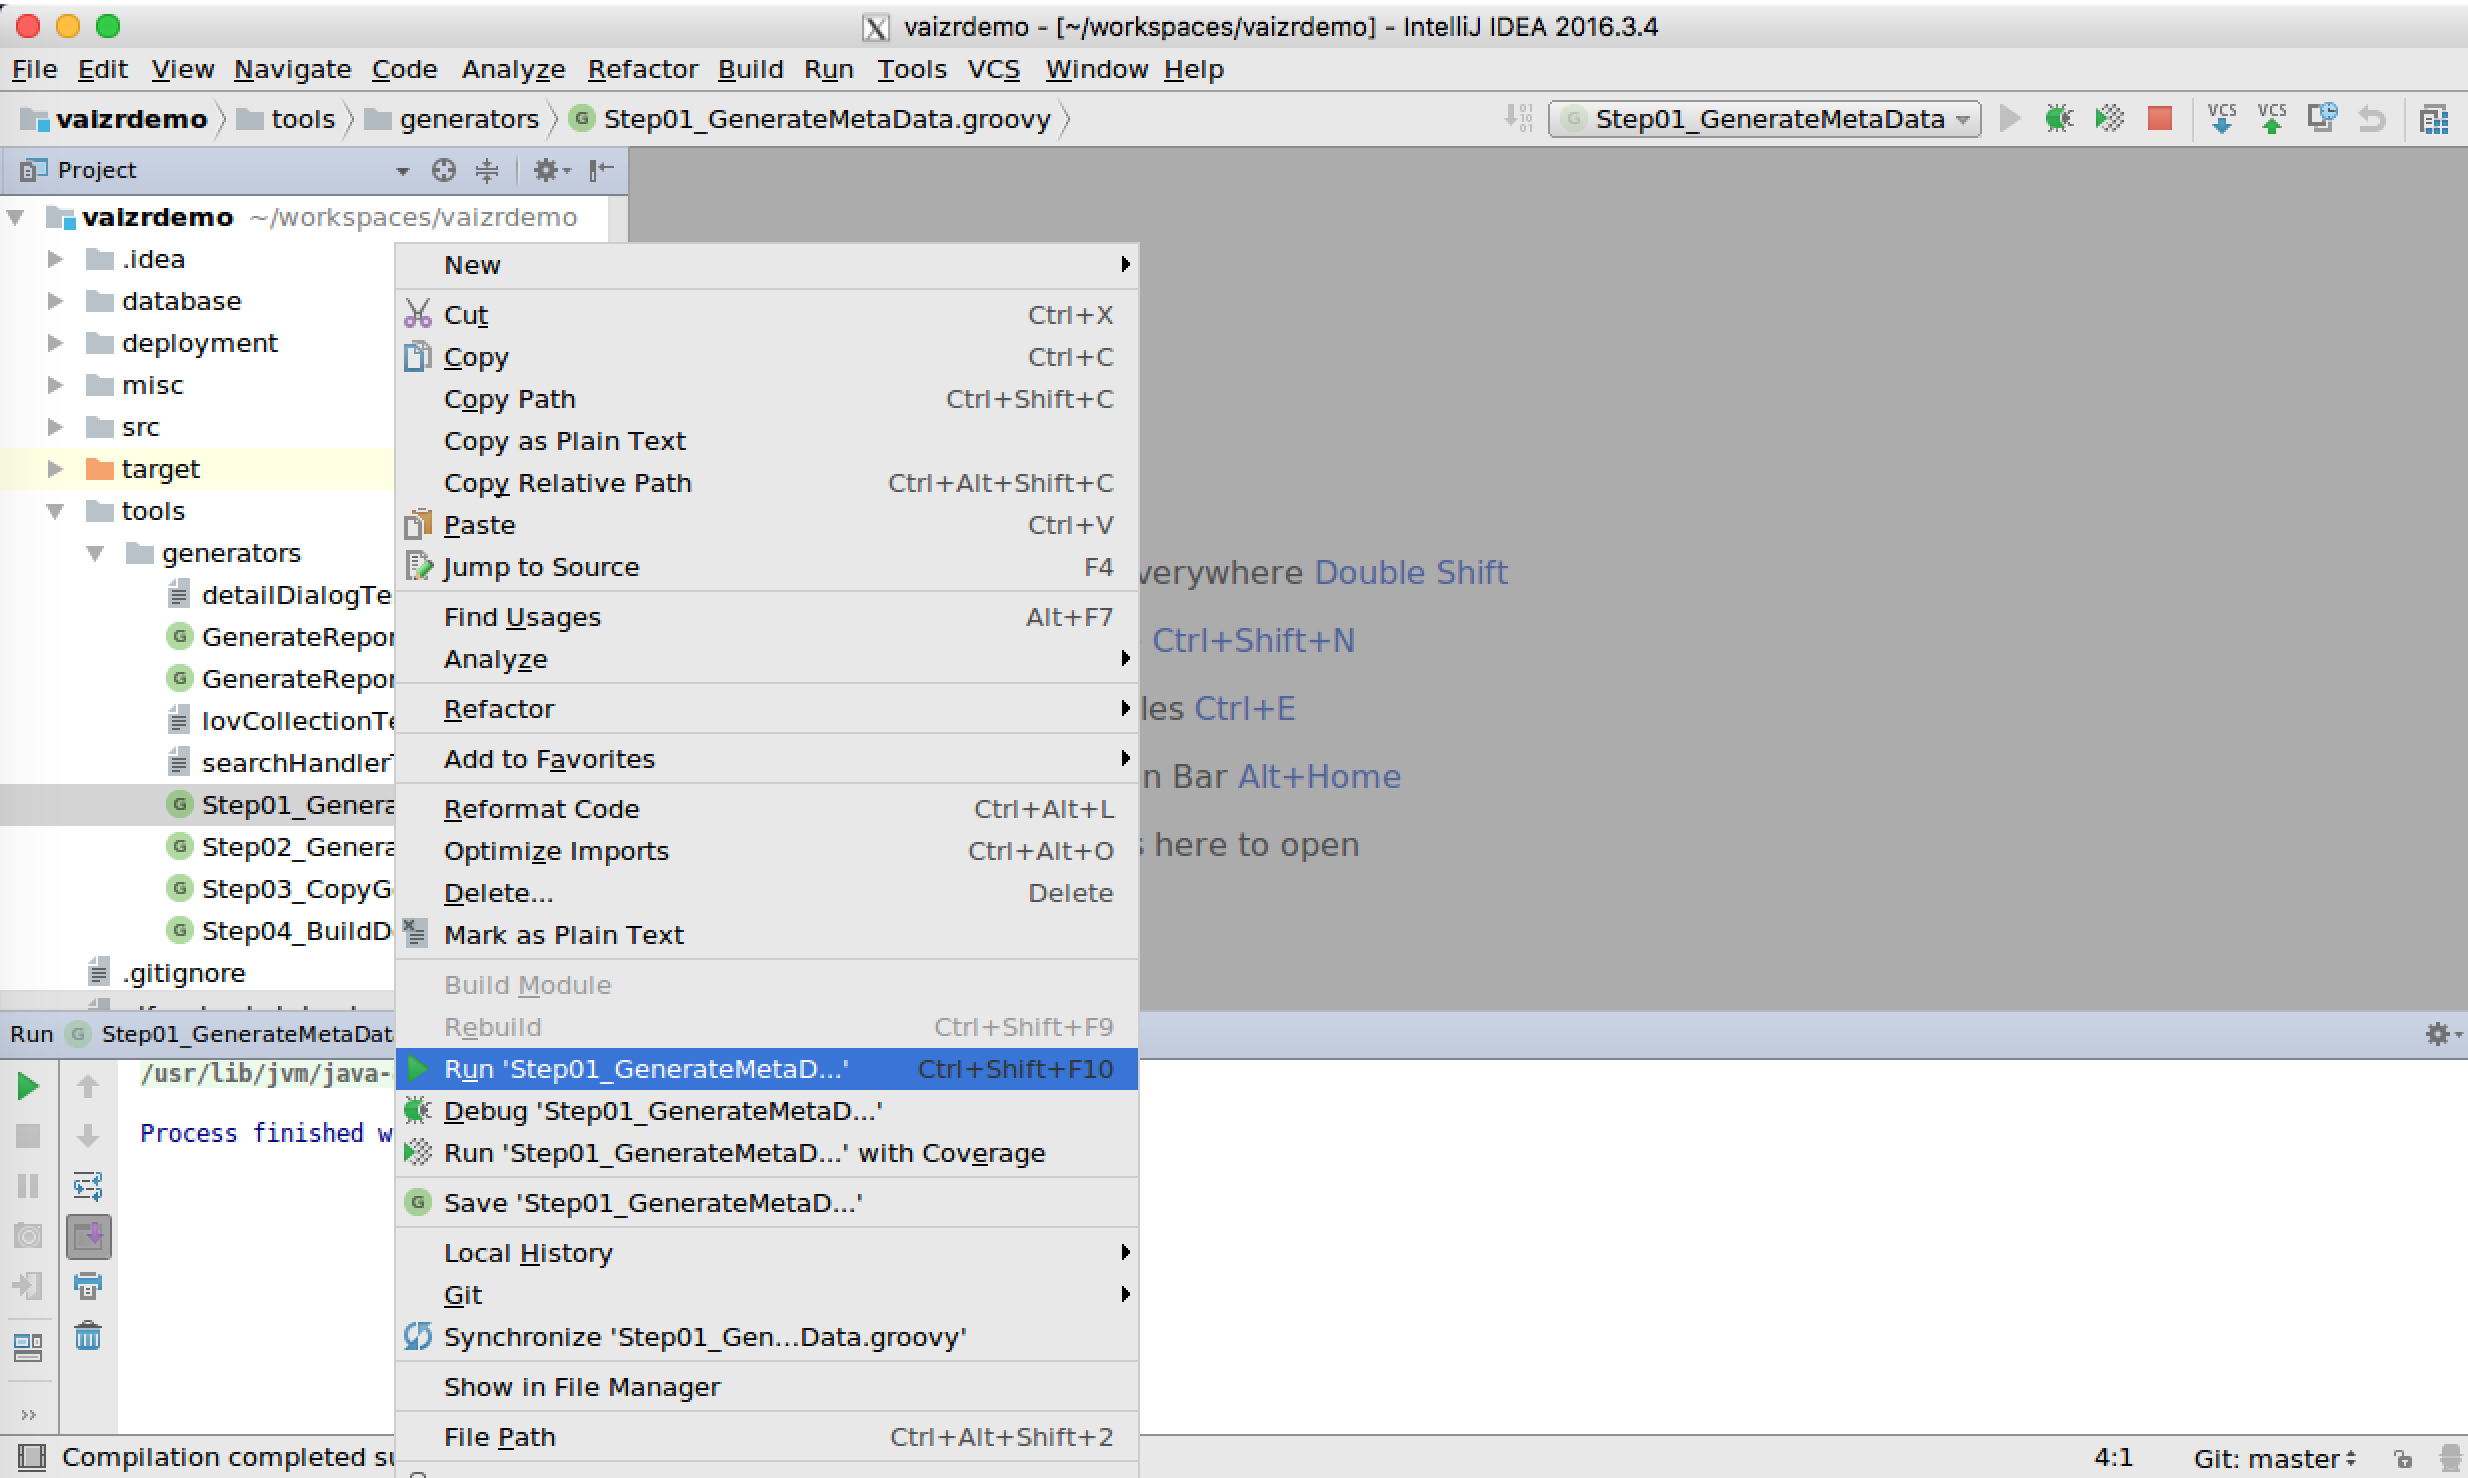 vaizrdemo - [~/workspaces/vaizrdemo] - IntelliJ IDEA 2016.3.4
File Edit View Navigate Code Analyze Refactor Build Run Tools VCS Window Help
vaizrdemo tools generators Step01_GenerateMetaData.groovy
Step01_GenerateMetaData VCS VCS
Project
vaizrdemo ~/workspaces/vaizrdemo
.idea
database
deployment
misc
src
target
tools
generators
detailDialogTe
GenerateRepor
GenerateRepor
lovCollectionTe
searchHandler
Step01_Genera
Step02_Genera
Step03_CopyG
Step04_BuildD
.gitignore
New
Cut Ctrl+X
Copy Ctrl+C
Copy Path Ctrl+Shift+C
Copy as Plain Text
Copy Relative Path Ctrl+Alt+Shift+C
Paste Ctrl+V
Jump to Source F4
Find Usages Alt+F7
Analyze
Refactor
Add to Favorites
Reformat Code Ctrl+Alt+L
Optimize Imports Ctrl+Alt+O
Delete... Delete
Mark as Plain Text
Build Module
Rebuild Ctrl+Shift+F9
Run 'Step01_GenerateMetaD...' Ctrl+Shift+F10
Debug 'Step01_GenerateMetaD...'
Run 'Step01_GenerateMetaD...' with Coverage
Save 'Step01_GenerateMetaD...'
Local History
Git
Synchronize 'Step01_Gen...Data.groovy'
Show in File Manager
File Path Ctrl+Alt+Shift+2
verywhere Double Shift
Ctrl+Shift+N
les Ctrl+E
n Bar Alt+Home
s here to open
Run Step01_GenerateMetaData
/usr/lib/jvm/java-
Process finished w
Compilation completed su
4:1 Git: master